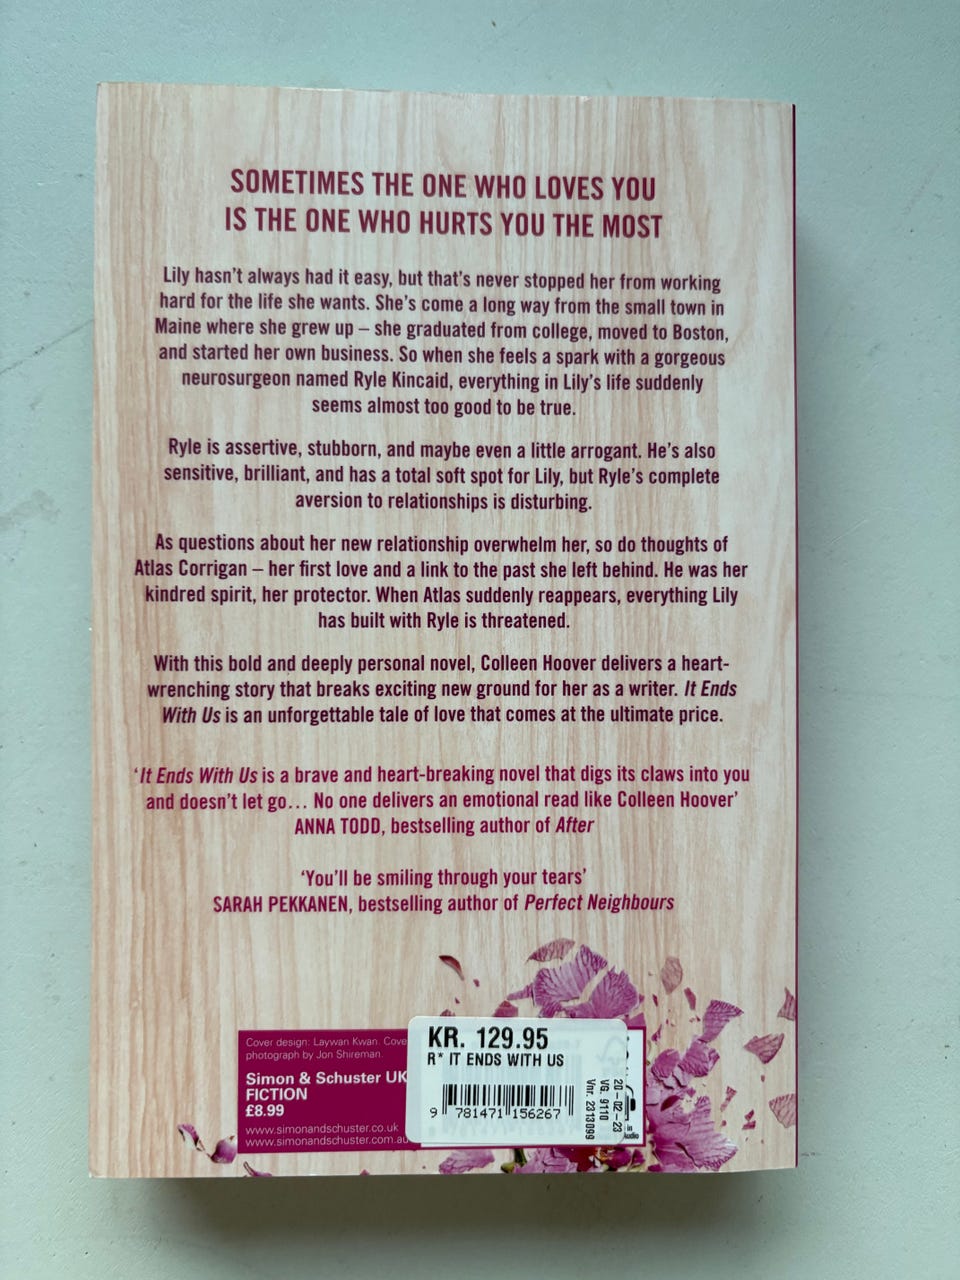 SOMETIMES THE ONE WHO LOVES YOU
IS THE ONE WHO HURTS YOU THE MOST
Lily hasn't always had it easy, but that's never stopped her from working
hard for the life she wants. She's come a long way from the small town in
Maine where she grew up – she graduated from college, moved to Boston,
and started her own business. So when she feels a spark with a gorgeous
neurosurgeon named Ryle Kincaid, everything in Lily's life suddenly
seems almost too good to be true.
Ryle is assertive, stubborn, and maybe even a little arrogant. He's also
sensitive, brilliant, and has a total soft spot for Lily, but Ryle's complete
aversion to relationships is disturbing.
As questions about her new relationship overwhelm her, so do thoughts of
Atlas Corrigan – her first love and a link to the past she left behind. He was her
kindred spirit, her protector. When Atlas suddenly reappears, everything Lily
has built with Ryle is threatened.
With this bold and deeply personal novel, Colleen Hoover delivers a heart-
wrenching story that breaks exciting new ground for her as a writer. It Ends
With Us is an unforgettable tale of love that comes at the ultimate price.
'It Ends With Us is a brave and heart-breaking novel that digs its claws into you
and doesn't let go… No one delivers an emotional read like Colleen Hoover'
ANNA TODD, bestselling author of After
'You'll be smiling through your tears'
SARAH PEKKANEN, bestselling author of Perfect Neighbours
Cover design: Laywan Kwan. Cove
photograph by Jon Shireman.
Simon & Schuster UK
FICTION
£8.99
www.simonandschuster.co.uk
www.simonandschuster.com.au
KR. 129.95
R* IT ENDS WITH US
9 781471 156267
20-02-23
VG. 9110
Vnr. 2313099
in